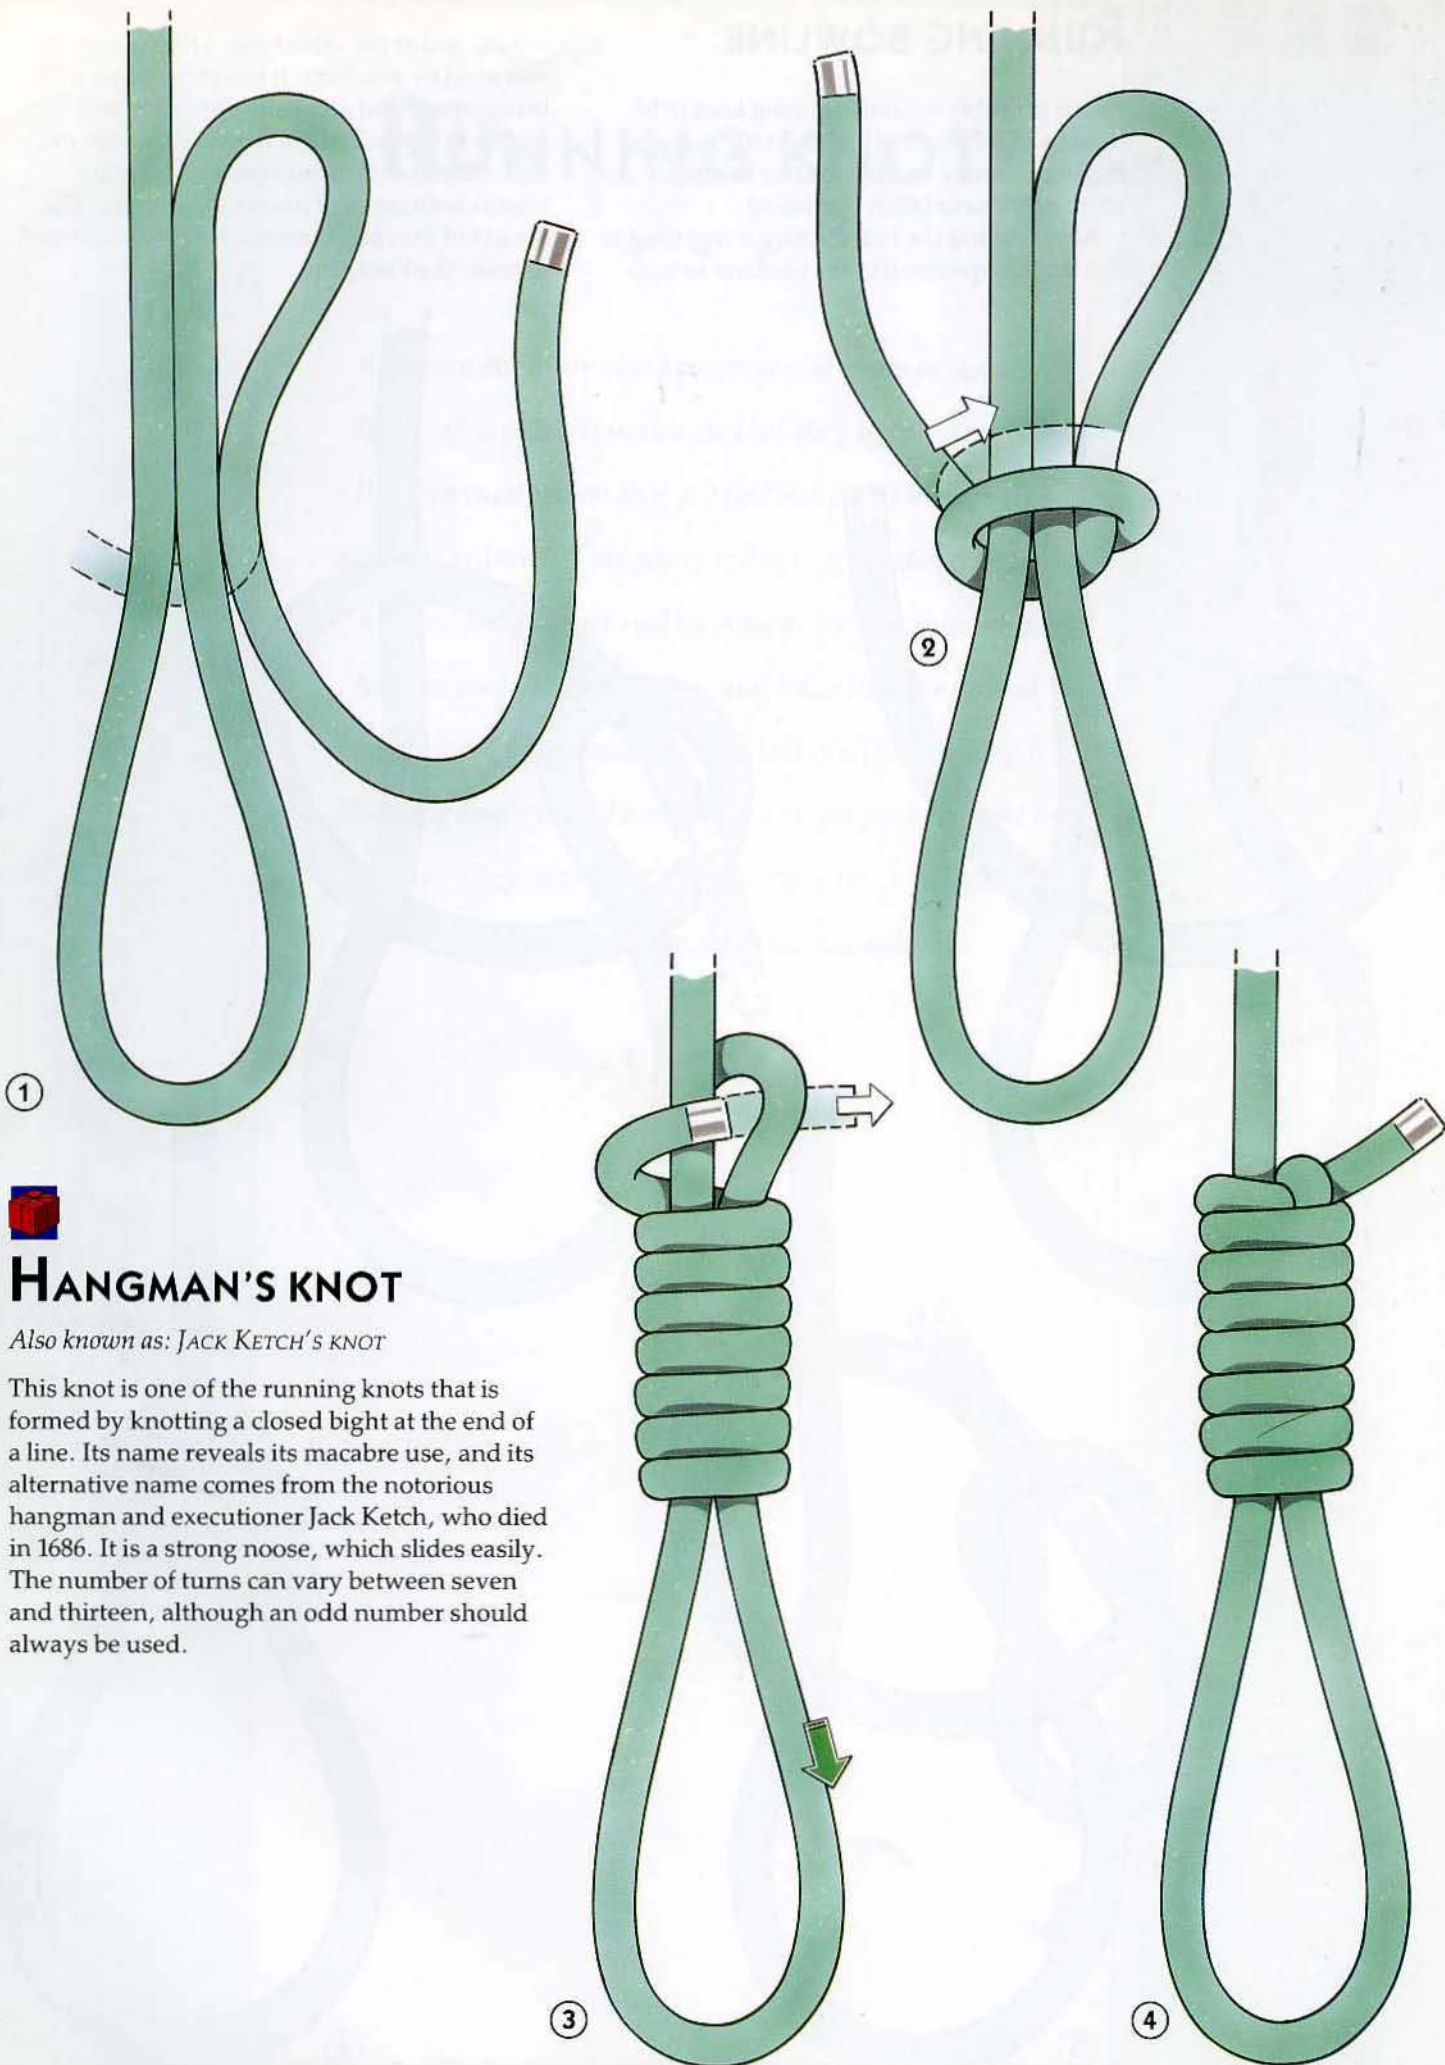 1
2
HANGMAN'S KNOT
Also known as: JACK KETCH'S KNOT
This knot is one of the running knots that is
formed by knotting a closed bight at the end of
a line. Its name reveals its macabre use, and its
alternative name comes from the notorious
hangman and executioner Jack Ketch, who died
in 1686. It is a strong noose, which slides easily.
The number of turns can vary between seven
and thirteen, although an odd number should
always be used.
3
4